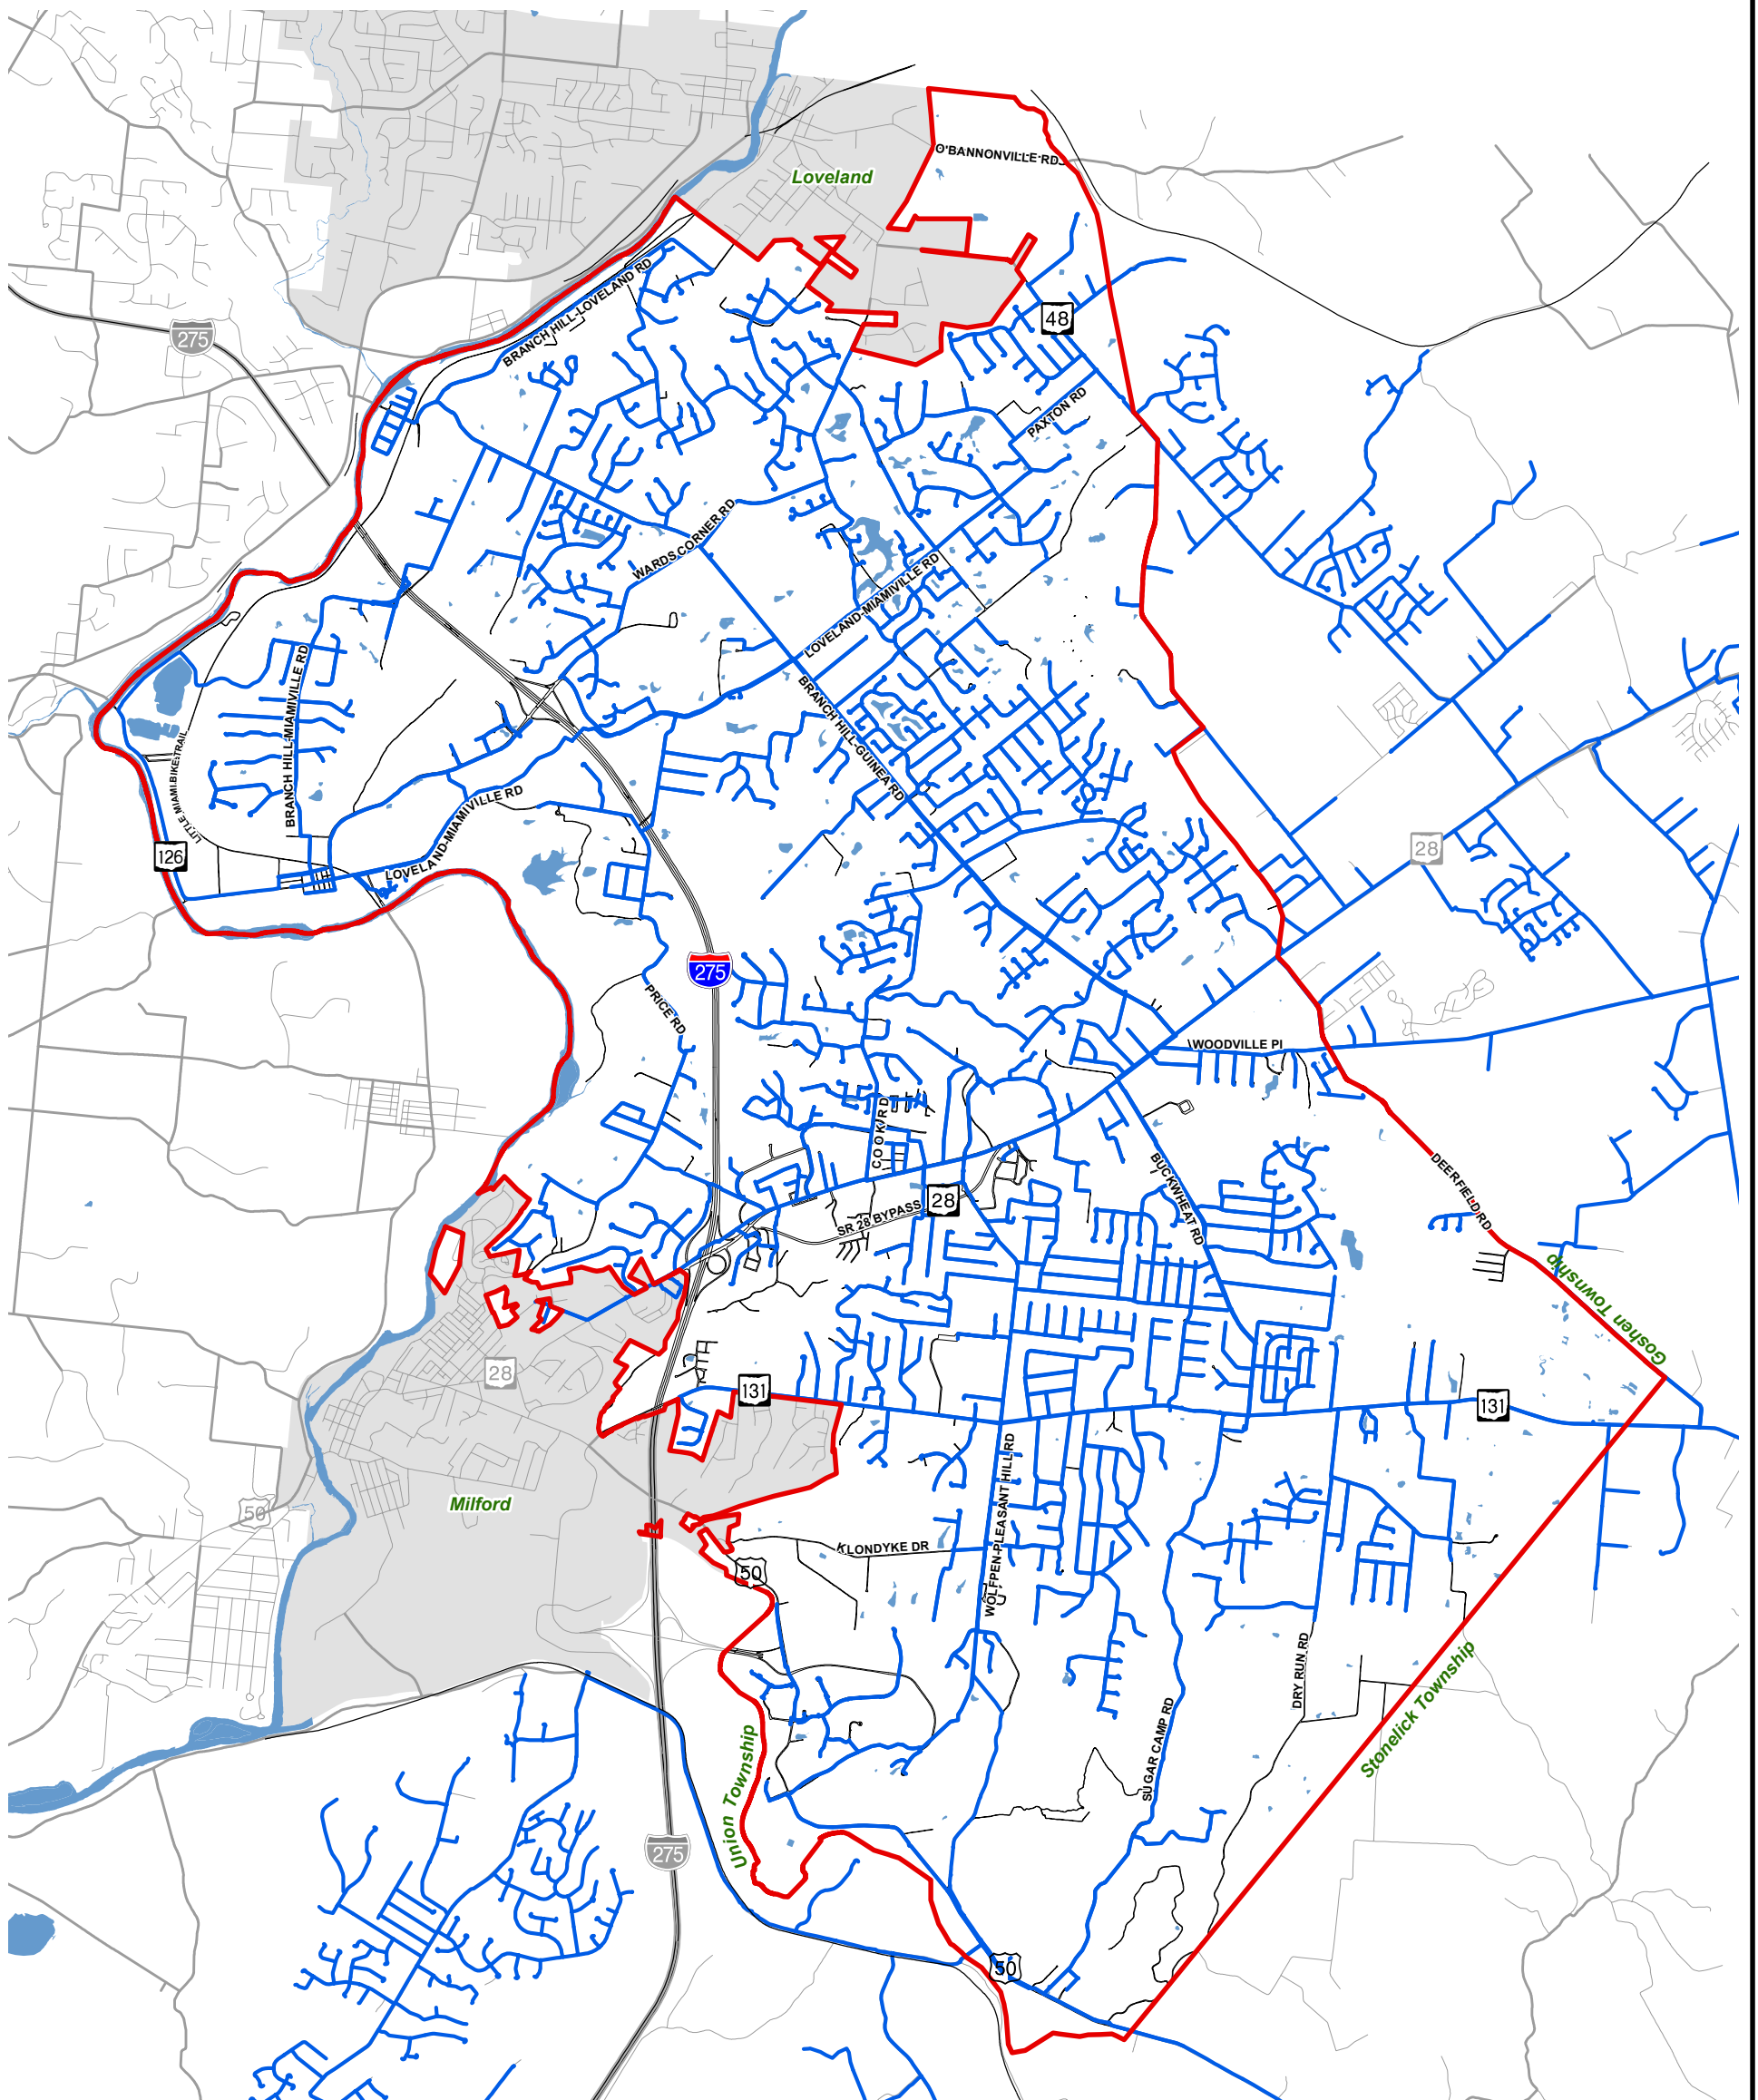 O'BANNONVILLE RD
Loveland
BRANCH HILL-LOVELAND RD
48
275
PAXTON RD
WARDS CORNER RD
LOVELAND-MIAMIVILLE RD
BRANCH HILL-MIAMIVILLE RD
BRANCH HILL-GUINEA RD
LITTLE MIAMI BIKE TRAIL
LOVELAND-MIAMIVILLE RD
126
28
275
PRICE RD
WOODVILLE PI
COOK RD
BUCKWHEAT RD
DEERFIELD RD
28
SR 28 BYPASS
Goshen Township
28
131
131
50
Milford
WOLFPEN-PLEASANT HILL RD
KLONDYKE DR
50
DRY RUN RD
Stonelick Township
SUGAR CAMP RD
Union Township
275
50